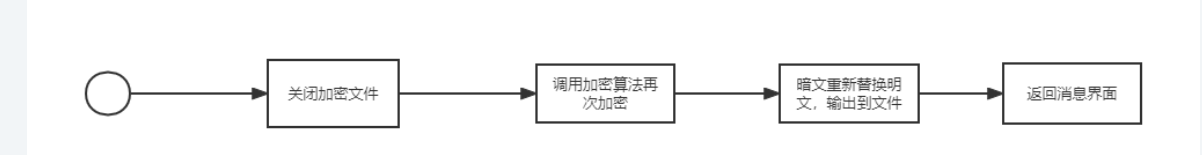 关闭加密文件
调用加密算法再
次加密
暗文重新替换明
文，输出到文件
返回消息界面